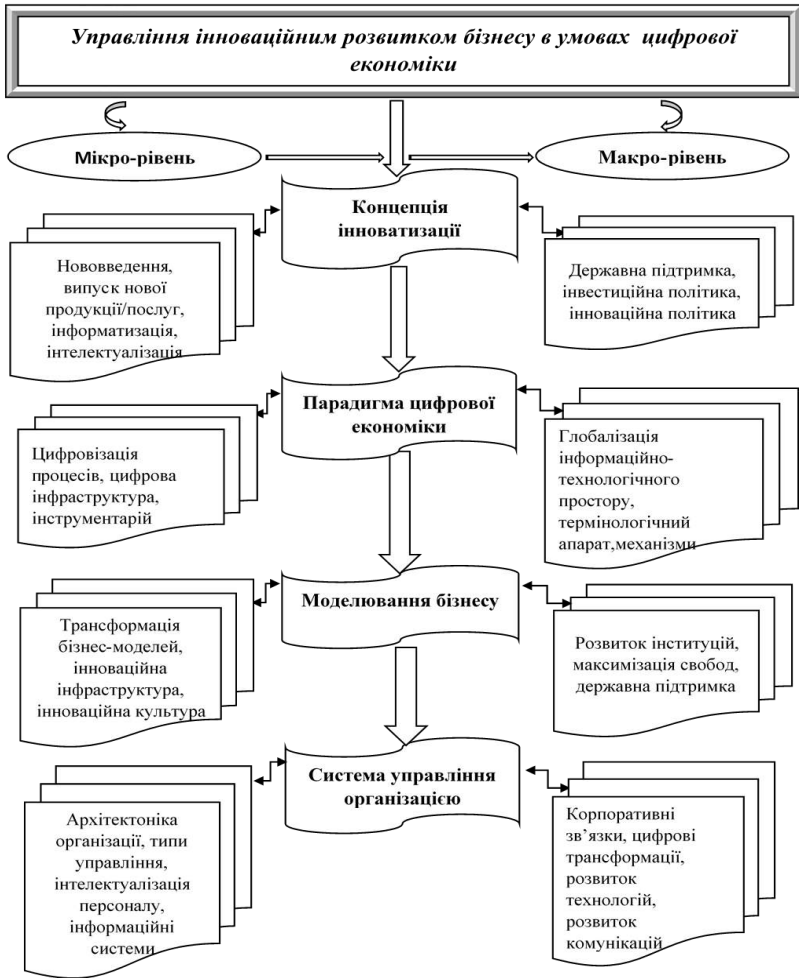 Управління інноваційним розвитком бізнесу в умовах цифрової
економіки
Мікро-рівень
Макро-рівень
Концепція
інноватизації
Нововведення,
випуск нової
продукції/послуг,
інформатизація,
інтелектуалізація
Державна підтримка,
інвестиційна політика,
інноваційна політика
Парадигма цифрової
економіки
Цифровізація
процесів, цифрова
інфраструктура,
інструментарій
Глобалізація
інформаційно-
технологічного
простору,
термінологічний
апарат,механізми
Моделювання бізнесу
Трансформація
бізнес-моделей,
інноваційна
інфраструктура,
інноваційна культура
Розвиток інституцій,
максимізація свобод,
державна підтримка
Система управління
організацією
Архітектоніка
організації, типи
управління,
інтелектуалізація
персоналу,
інформаційні
системи
Корпоративні
зв’язки, цифрові
трансформації,
розвиток
технологій,
розвиток
комунікацій